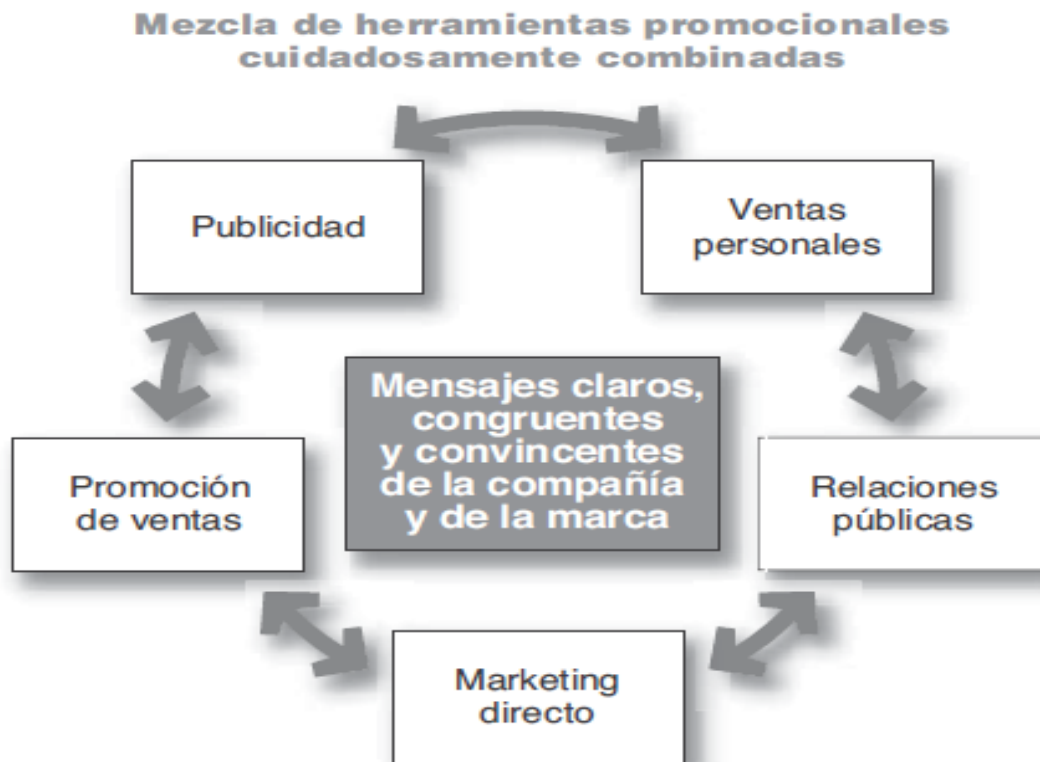 Mezcla de herramientas promocionales
cuidadosamente combinadas
Publicidad
Ventas
personales
Mensajes claros,
congruentes
y convincentes
de la compañía
y de la marca
Promoción
de ventas
Relaciones
públicas
Marketing
directo